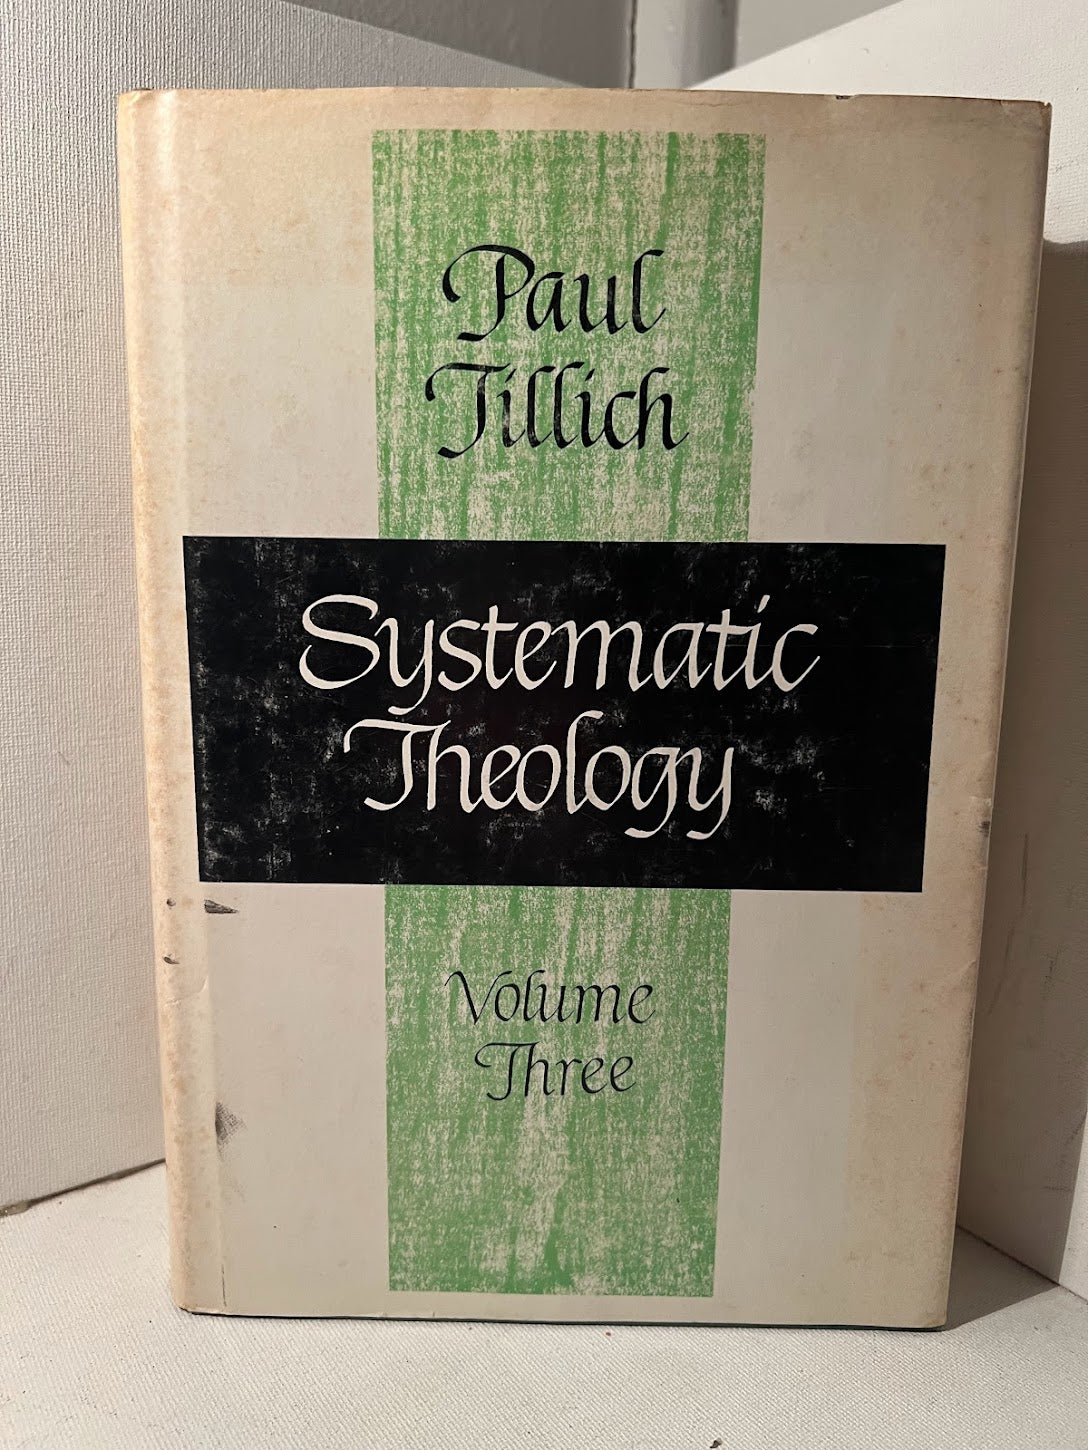 Paul
Tillich
Systematic
Theology
Volume
Three